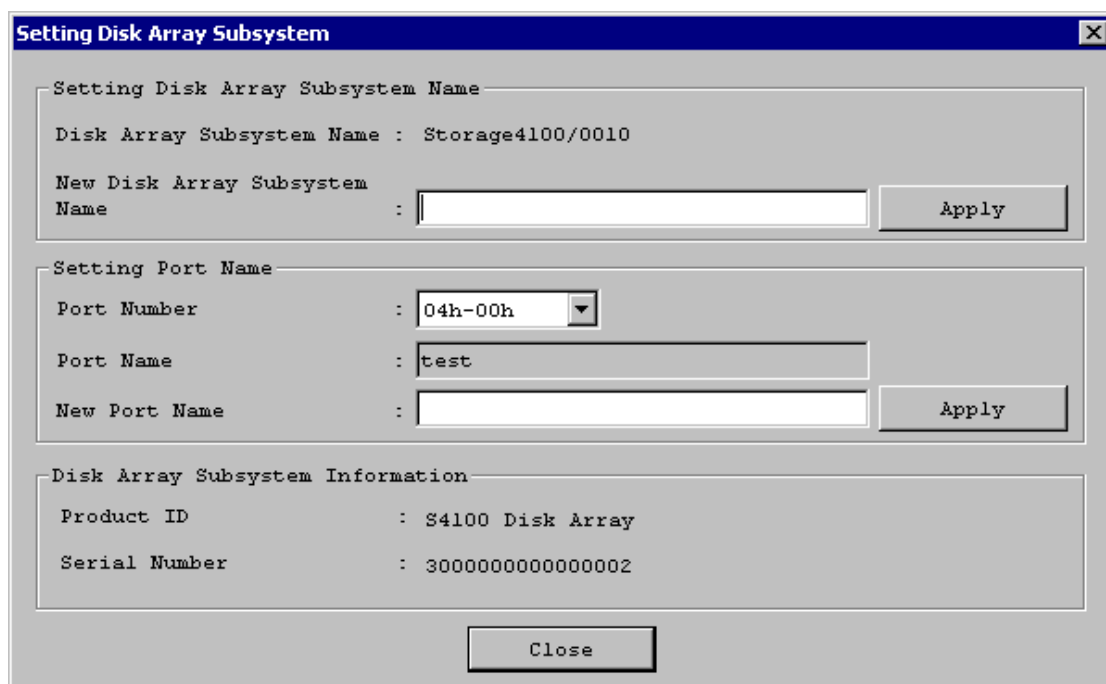 Setting Disk Array Subsystem
Setting Disk Array Subsystem Name
Disk Array Subsystem Name : Storage4100/0010
New Disk Array Subsystem
Name : Apply
Setting Port Name
Port Number : 04h-00h
Port Name : test
New Port Name : Apply
Disk Array Subsystem Information
Product ID : S4100 Disk Array
Serial Number : 3000000000000002
Close